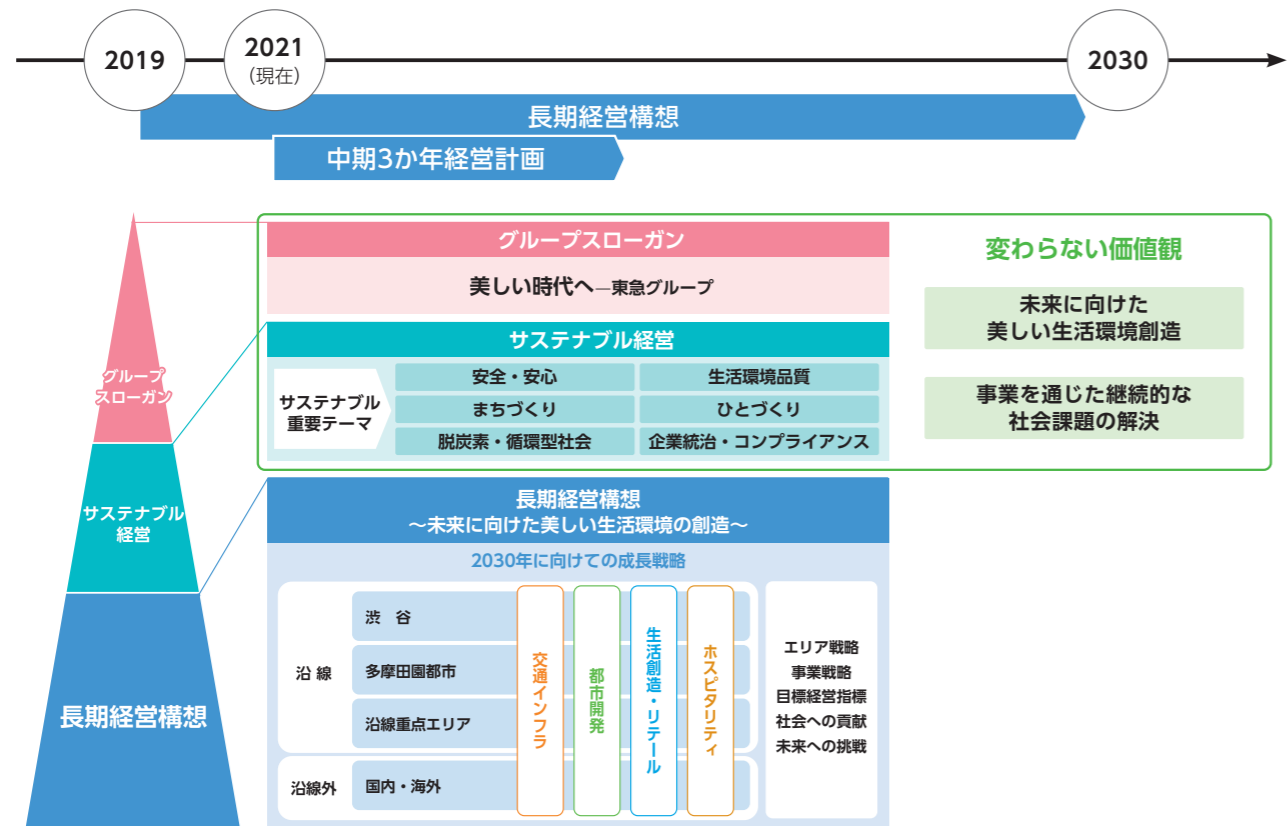 2019
2021
(現在)
2030
長期経営構想
中期3か年経営計画
グループ
スローガン
サステナブル
経営
長期経営構想
グループスローガン
美しい時代へ—東急グループ
サステナブル経営
サステナブル
重要テーマ
安全・安心
生活環境品質
まちづくり
ひとづくり
脱炭素・循環型社会
企業統治・コンプライアンス
変わらない価値観
未来に向けた
美しい生活環境創造
事業を通じた継続的な
社会課題の解決
長期経営構想
～未来に向けた美しい生活環境の創造～
2030年に向けての成長戦略
沿 線
渋 谷
多摩田園都市
沿線重点エリア
沿線外
国内・海外
交通インフラ
都市開発
生活創造・リテール
ホスピタリティ
エリア戦略
事業戦略
目標経営指標
社会への貢献
未来への挑戦